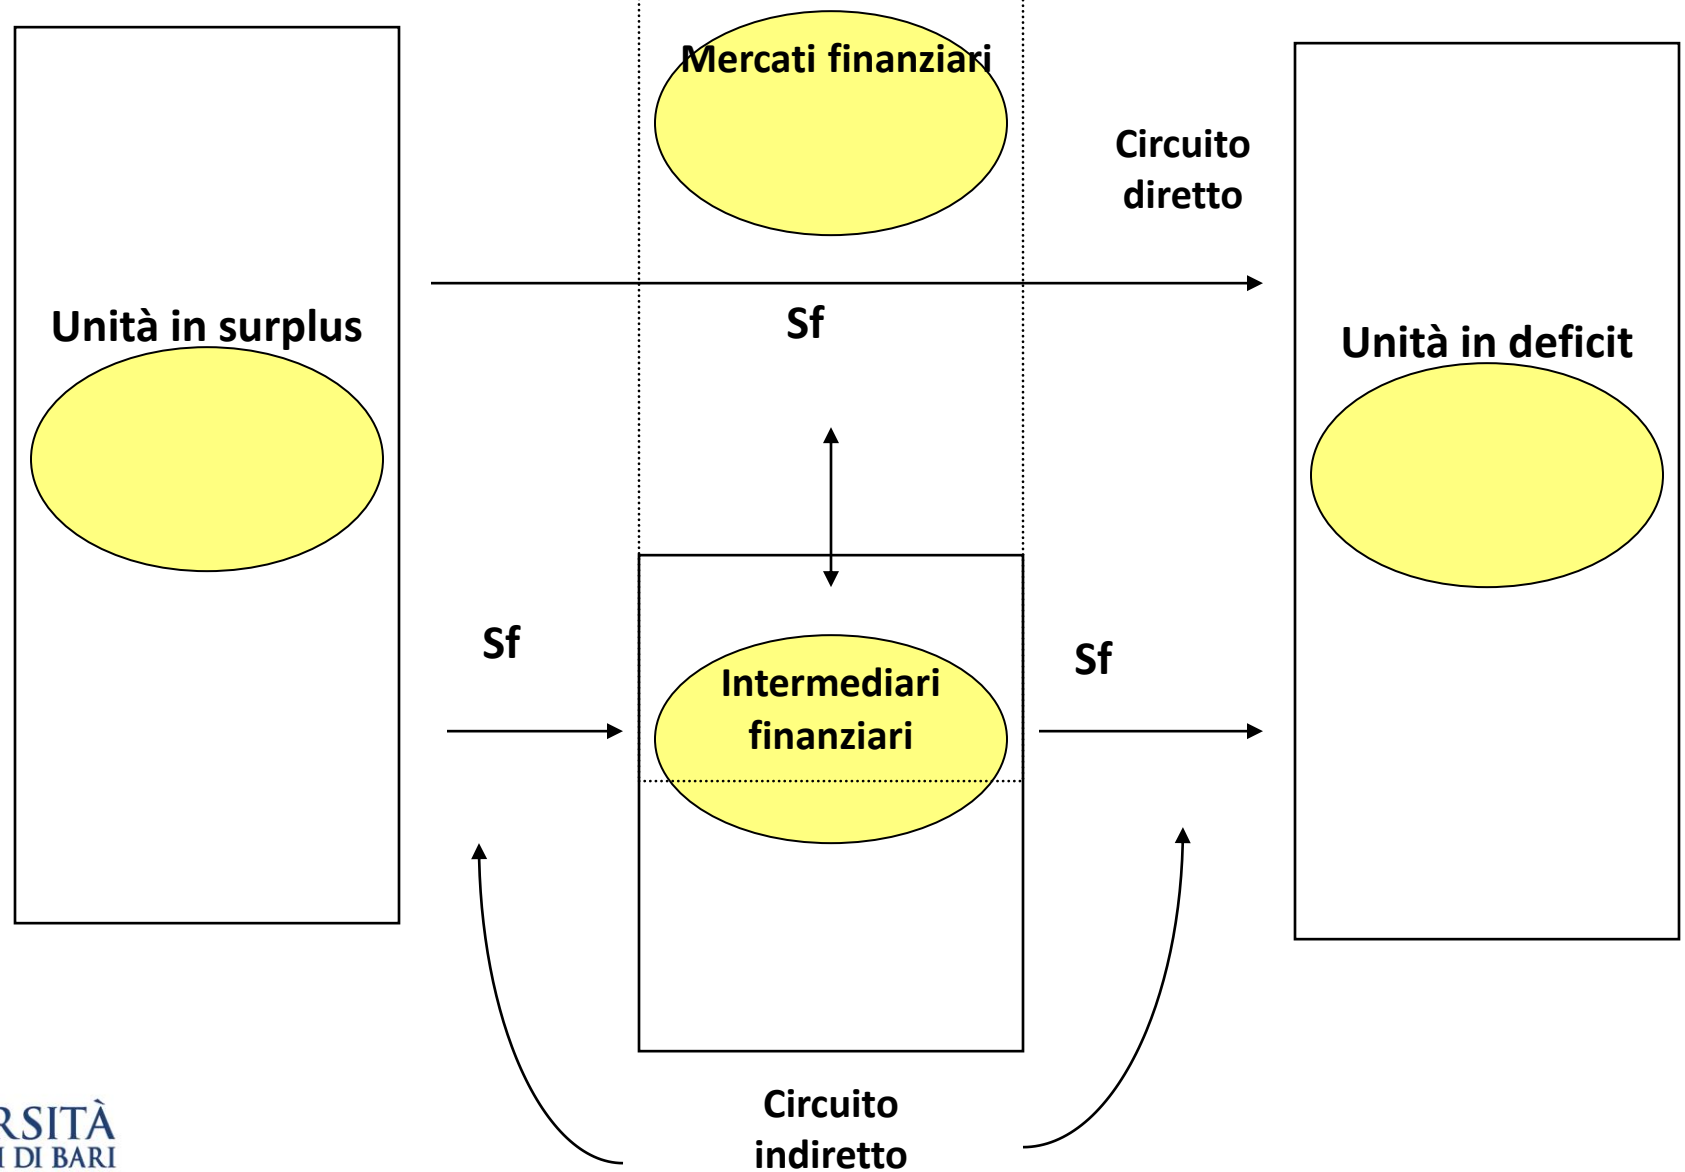 Mercati finanziari
Circuito
diretto
Unità in surplus
Sf
Unità in deficit
Sf
Sf
Intermediari
finanziari
Circuito
indiretto
RSITÀ
I DI BARI